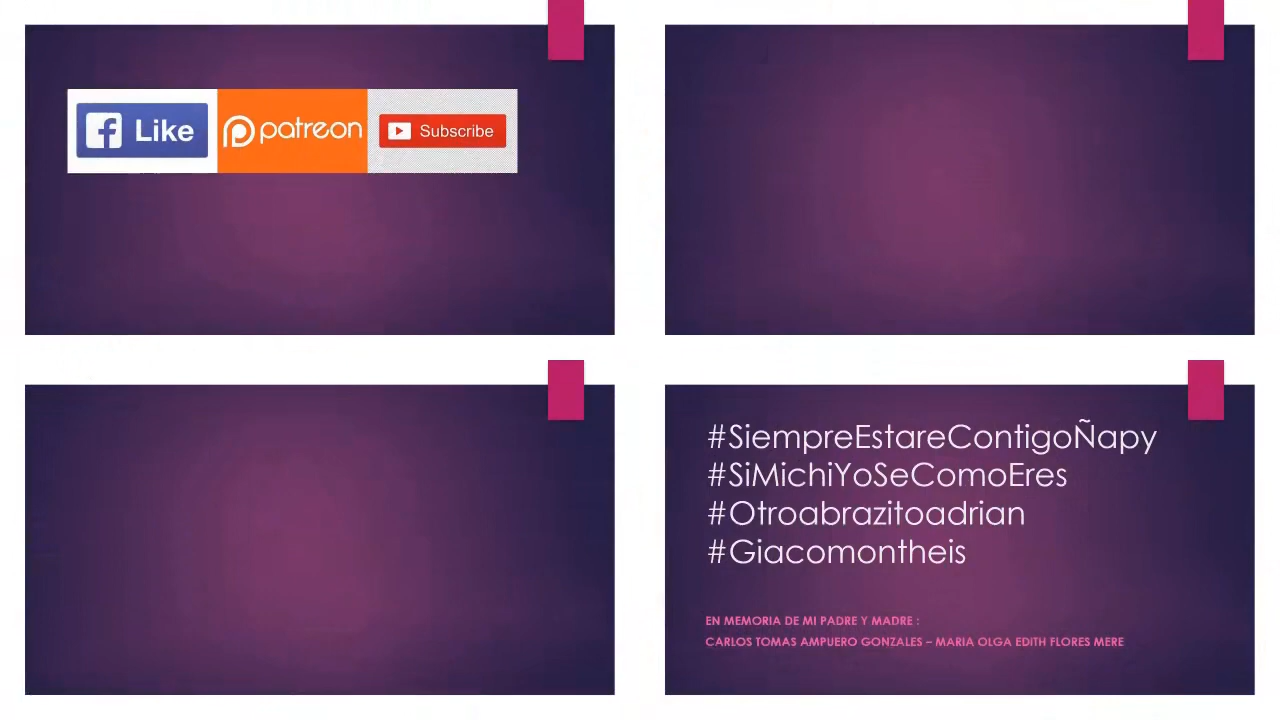 Like
patreon
Subscribe
#SiempreEstareContigoÑapy
#SiMichiYoSeComoEres
#Otroabrazitoadrian
#Giacomontheis
EN MEMORIA DE MI PADRE Y MADRE :
CARLOS TOMAS AMPUERO GONZALES – MARIA OLGA EDITH FLORES MERE